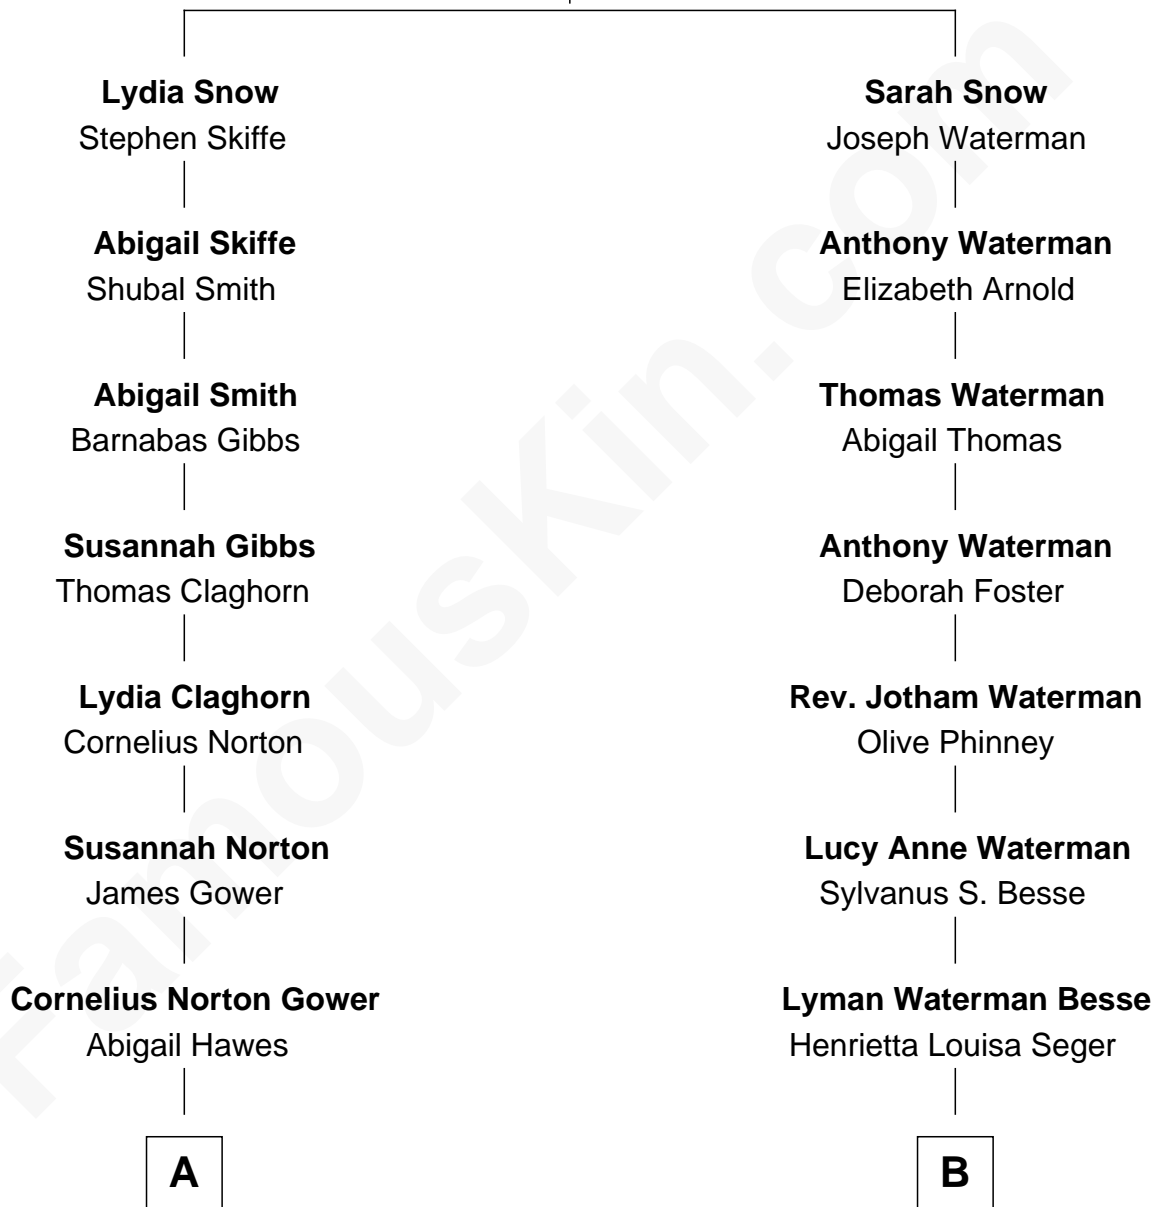 Lydia Snow
Stephen Skiffe
Abigail Skiffe
Shubal Smith
Abigail Smith
Barnabas Gibbs
Susannah Gibbs
Thomas Claghorn
Lydia Claghorn
Cornelius Norton
Susannah Norton
James Gower
Cornelius Norton Gower
Abigail Hawes
A
Sarah Snow
Joseph Waterman
Anthony Waterman
Elizabeth Arnold
Thomas Waterman
Abigail Thomas
Anthony Waterman
Deborah Foster
Rev. Jotham Waterman
Olive Phinney
Lucy Anne Waterman
Sylvanus S. Besse
Lyman Waterman Besse
Henrietta Louisa Seger
B
FamousKin.com